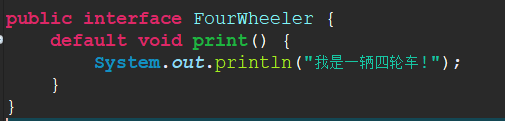 public interface FourWheeler {
    default void print() {
        System.out.println("我是一辆四轮车!");
    }
}